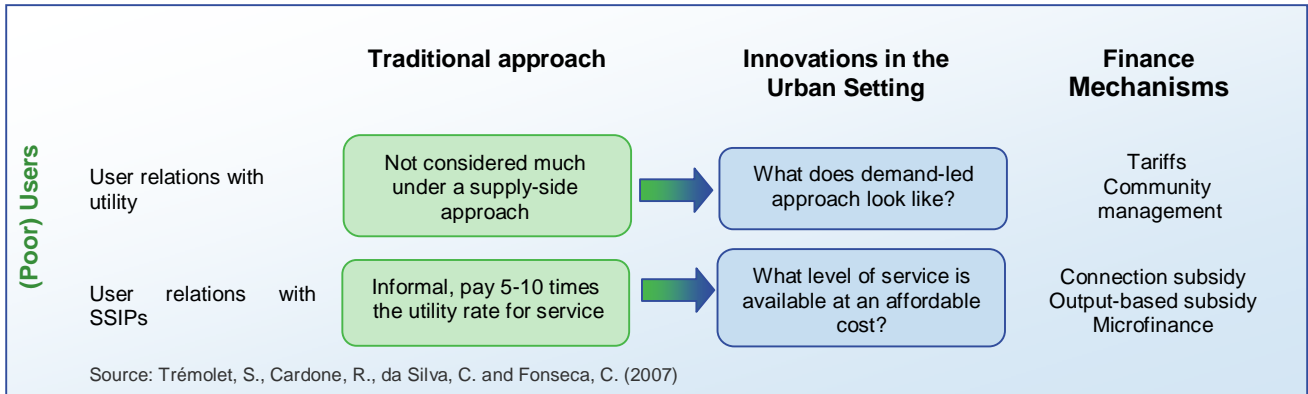 Traditional approach
Innovations in the
Urban Setting
Finance
Mechanisms
(Poor) Users
User relations with
utility
Not considered much
under a supply-side
approach
What does demand-led
approach look like?
Tariffs
Community
management
User relations with
SSIPs
Informal, pay 5-10 times
the utility rate for service
What level of service is
available at an affordable
cost?
Connection subsidy
Output-based subsidy
Microfinance
Source: Trémolet, S., Cardone, R., da Silva, C. and Fonseca, C. (2007)